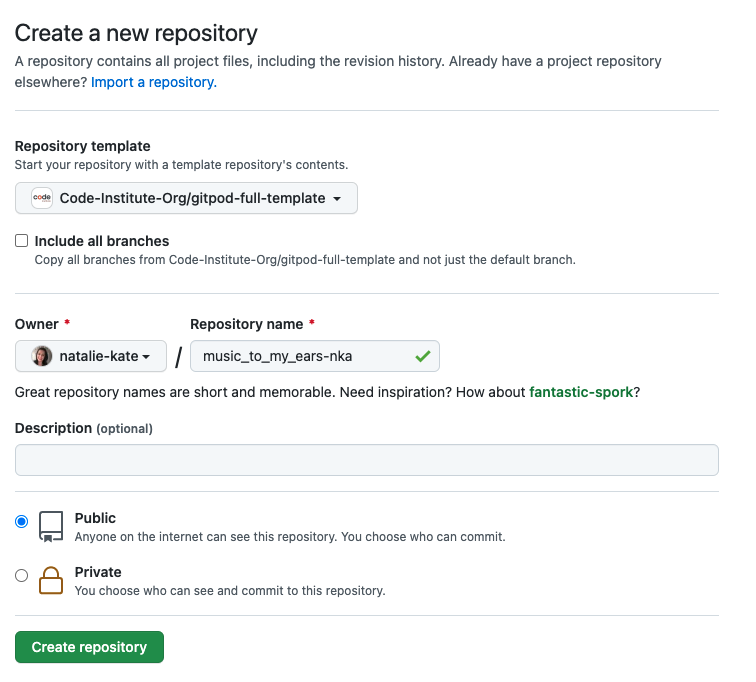 Create a new repository
A repository contains all project files, including the revision history. Already have a project repository
elsewhere? Import a repository.
Repository template
Start your repository with a template repository's contents.
code Code-Institute-Org/gitpod-full-template
Include all branches
Copy all branches from Code-Institute-Org/gitpod-full-template and not just the default branch.
Owner * Repository name *
natalie-kate / music_to_my_ears-nka
Great repository names are short and memorable. Need inspiration? How about fantastic-spork?
Description (optional)
Public
Anyone on the internet can see this repository. You choose who can commit.
Private
You choose who can see and commit to this repository.
Create repository